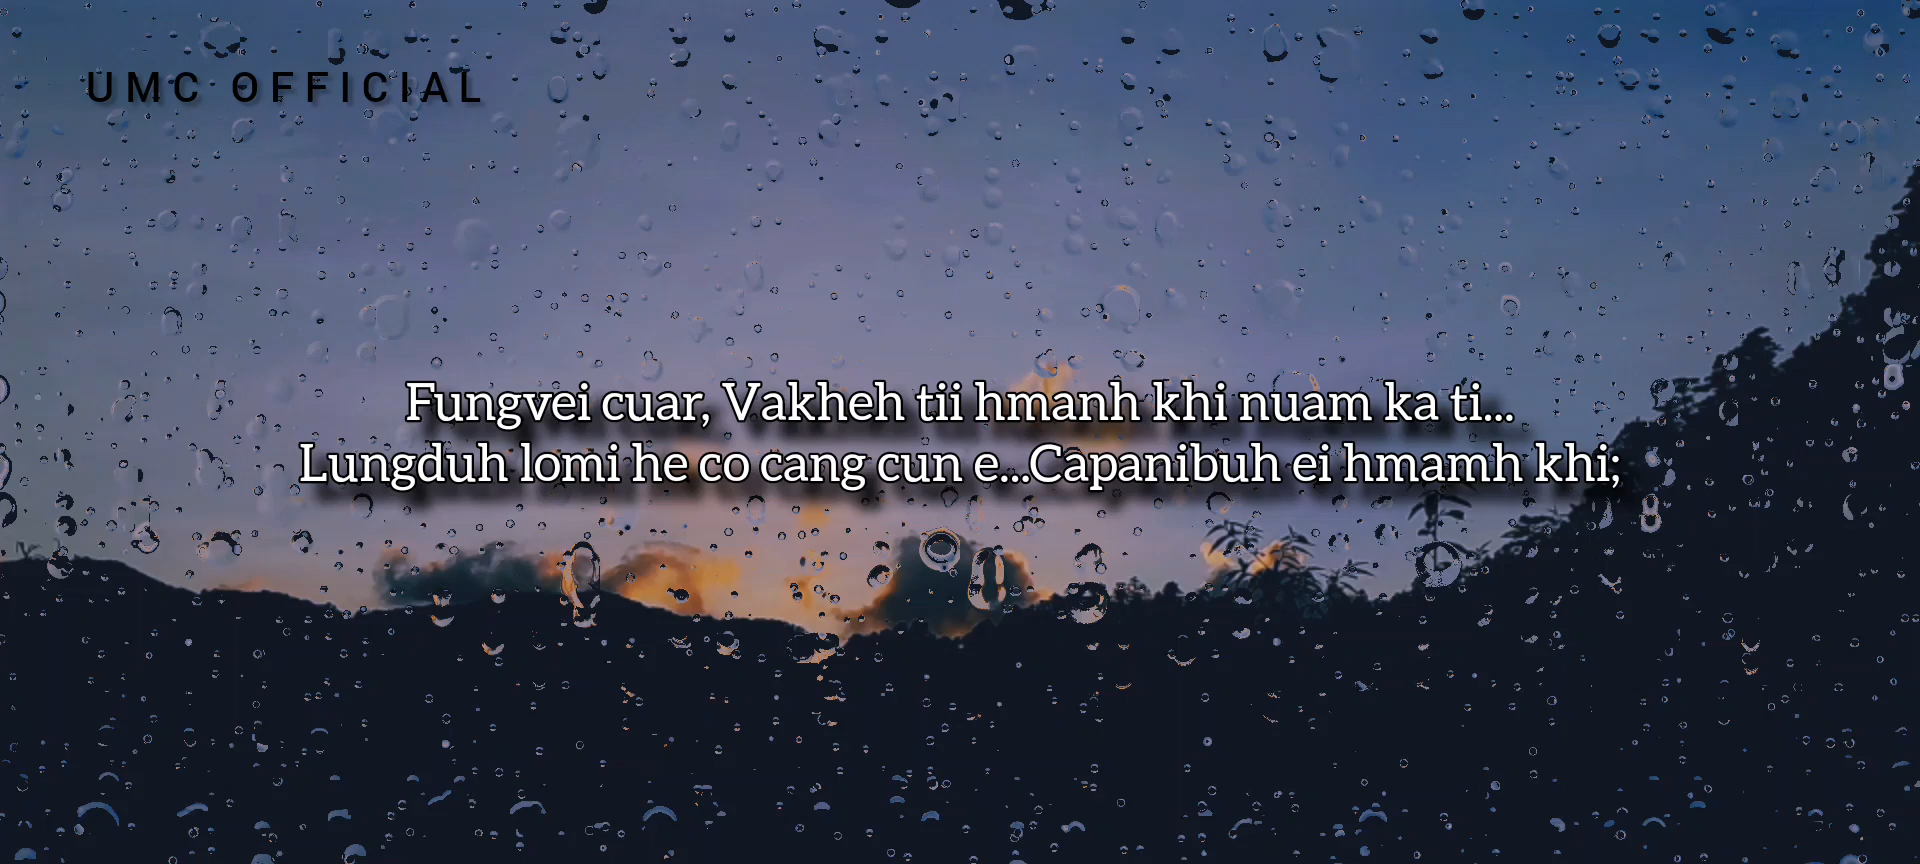 UMC OFFICIAL
Fungvei cuar, Vakheh tii hmanh khi nuam ka ti...
Lungduh lomi he co cang cun e...Capanibuh ei hmamh khi;